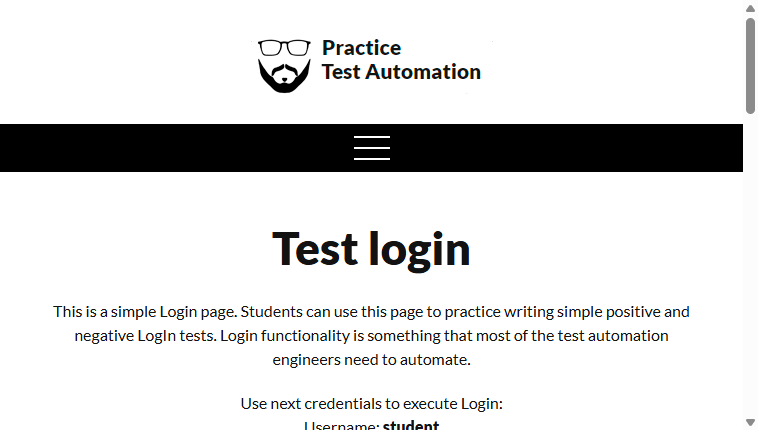 Practice
Test Automation
Test login
This is a simple Login page. Students can use this page to practice writing simple positive and
negative LogIn tests. Login functionality is something that most of the test automation
engineers need to automate.
Use next credentials to execute Login:
Username: student